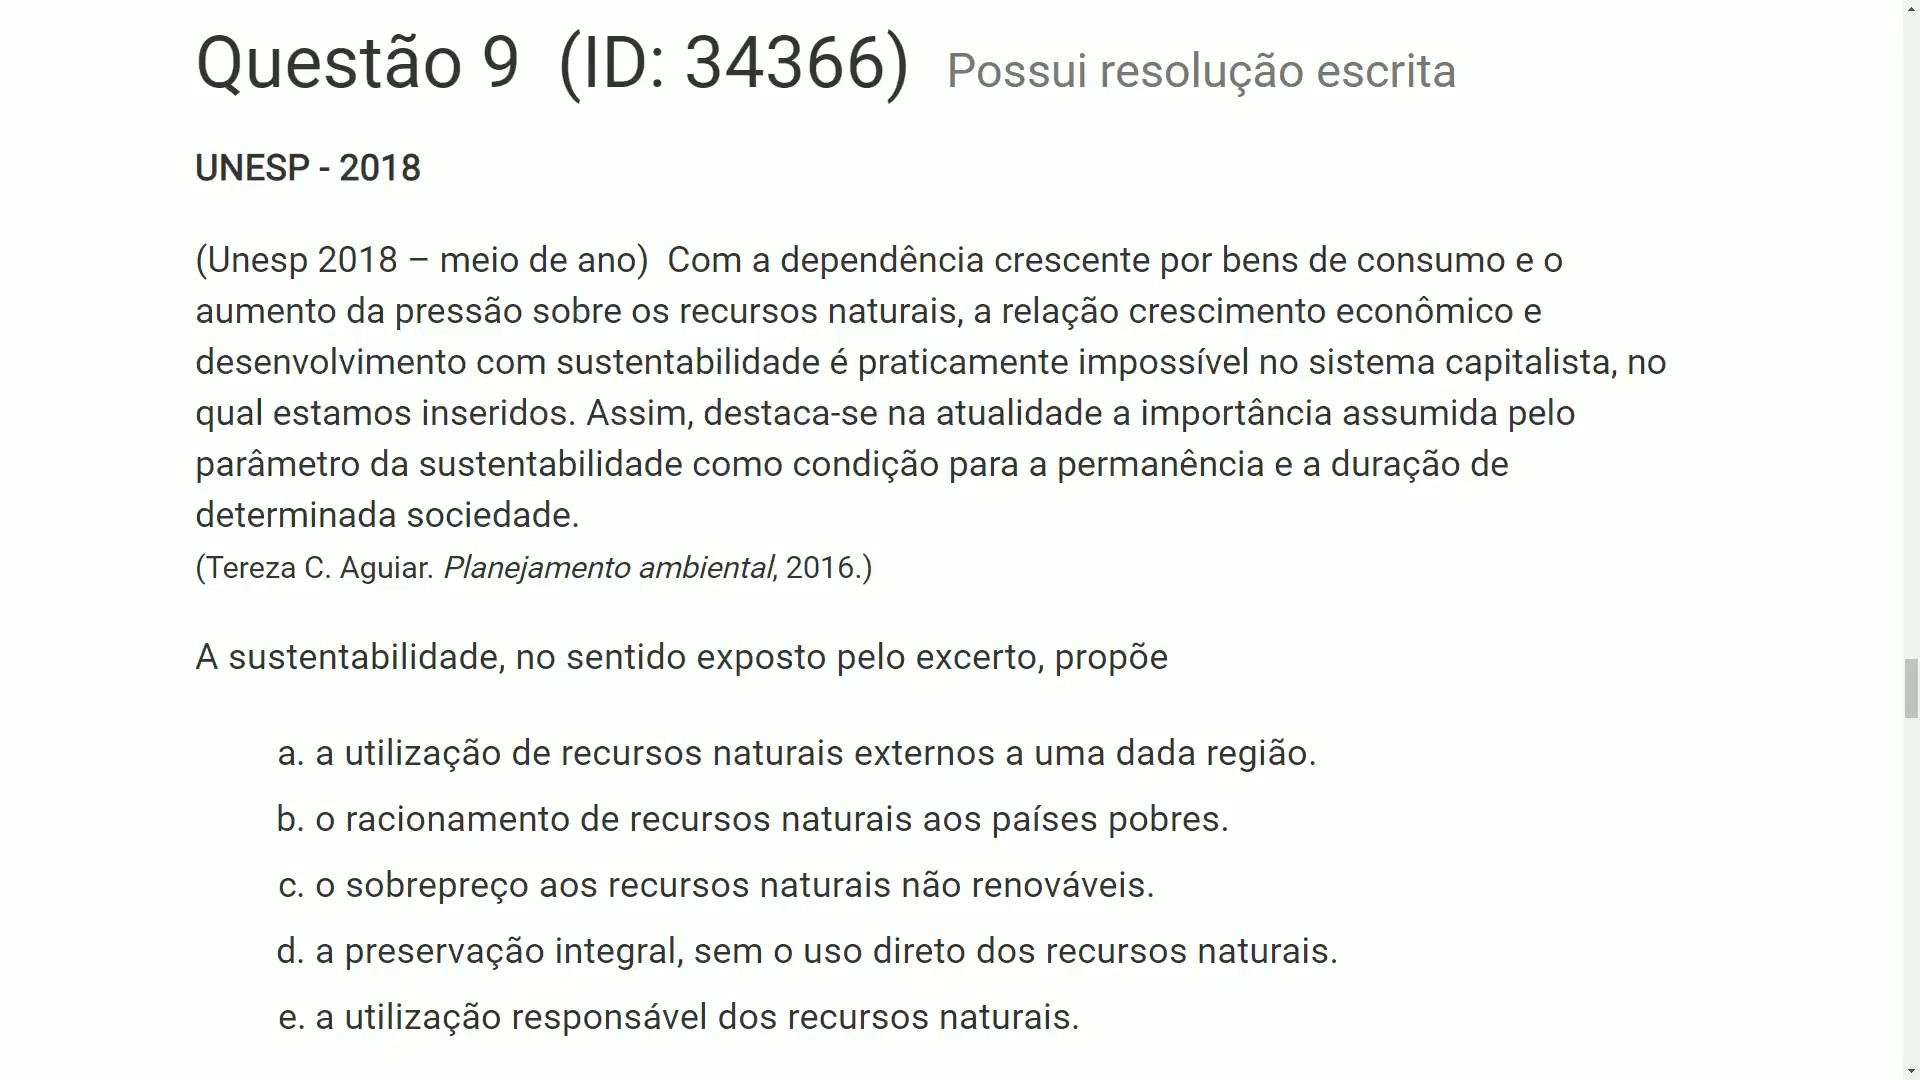 Questão 9 (ID: 34366) Possui resolução escrita
UNESP - 2018
(Unesp 2018 – meio de ano) Com a dependência crescente por bens de consumo e o
aumento da pressão sobre os recursos naturais, a relação crescimento econômico e
desenvolvimento com sustentabilidade é praticamente impossível no sistema capitalista, no
qual estamos inseridos. Assim, destaca-se na atualidade a importância assumida pelo
parâmetro da sustentabilidade como condição para a permanência e a duração de
determinada sociedade.
(Tereza C. Aguiar. Planejamento ambiental, 2016.)
A sustentabilidade, no sentido exposto pelo excerto, propõe
a. a utilização de recursos naturais externos a uma dada região.
b. o racionamento de recursos naturais aos países pobres.
c. o sobrepreço aos recursos naturais não renováveis.
d. a preservação integral, sem o uso direto dos recursos naturais.
e. a utilização responsável dos recursos naturais.